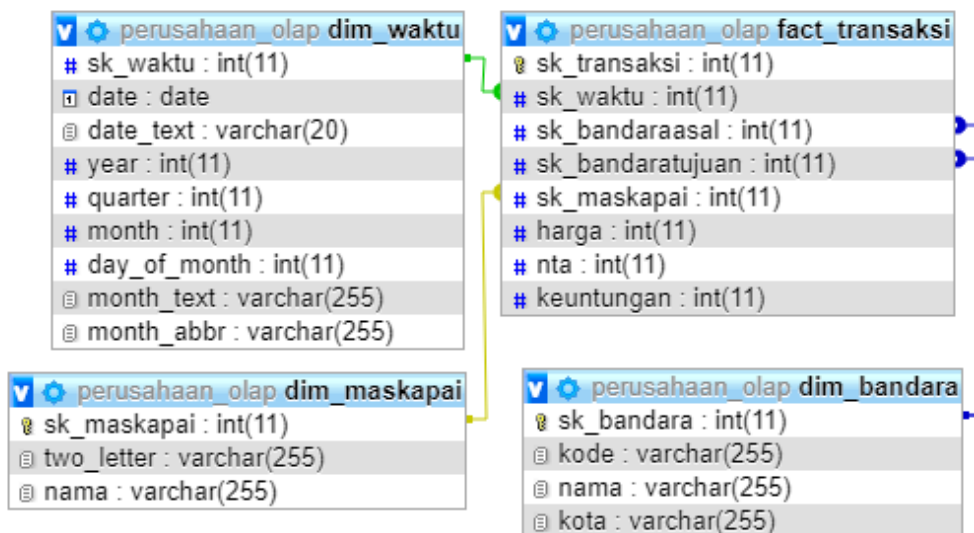 perusahaan_olap dim_waktu
# sk_waktu : int(11)
date : date
date_text : varchar(20)
# year : int(11)
# quarter : int(11)
# month : int(11)
# day_of_month : int(11)
month_text : varchar(255)
month_abbr : varchar(255)
perusahaan_olap fact_transaksi
sk_transaksi : int(11)
# sk_waktu : int(11)
# sk_bandaraasal : int(11)
# sk_bandaratujuan : int(11)
# sk_maskapai : int(11)
# harga : int(11)
# nta : int(11)
# keuntungan : int(11)
perusahaan_olap dim_maskapai
sk_maskapai : int(11)
two_letter : varchar(255)
nama : varchar(255)
perusahaan_olap dim_bandara
sk_bandara : int(11)
kode : varchar(255)
nama : varchar(255)
kota : varchar(255)